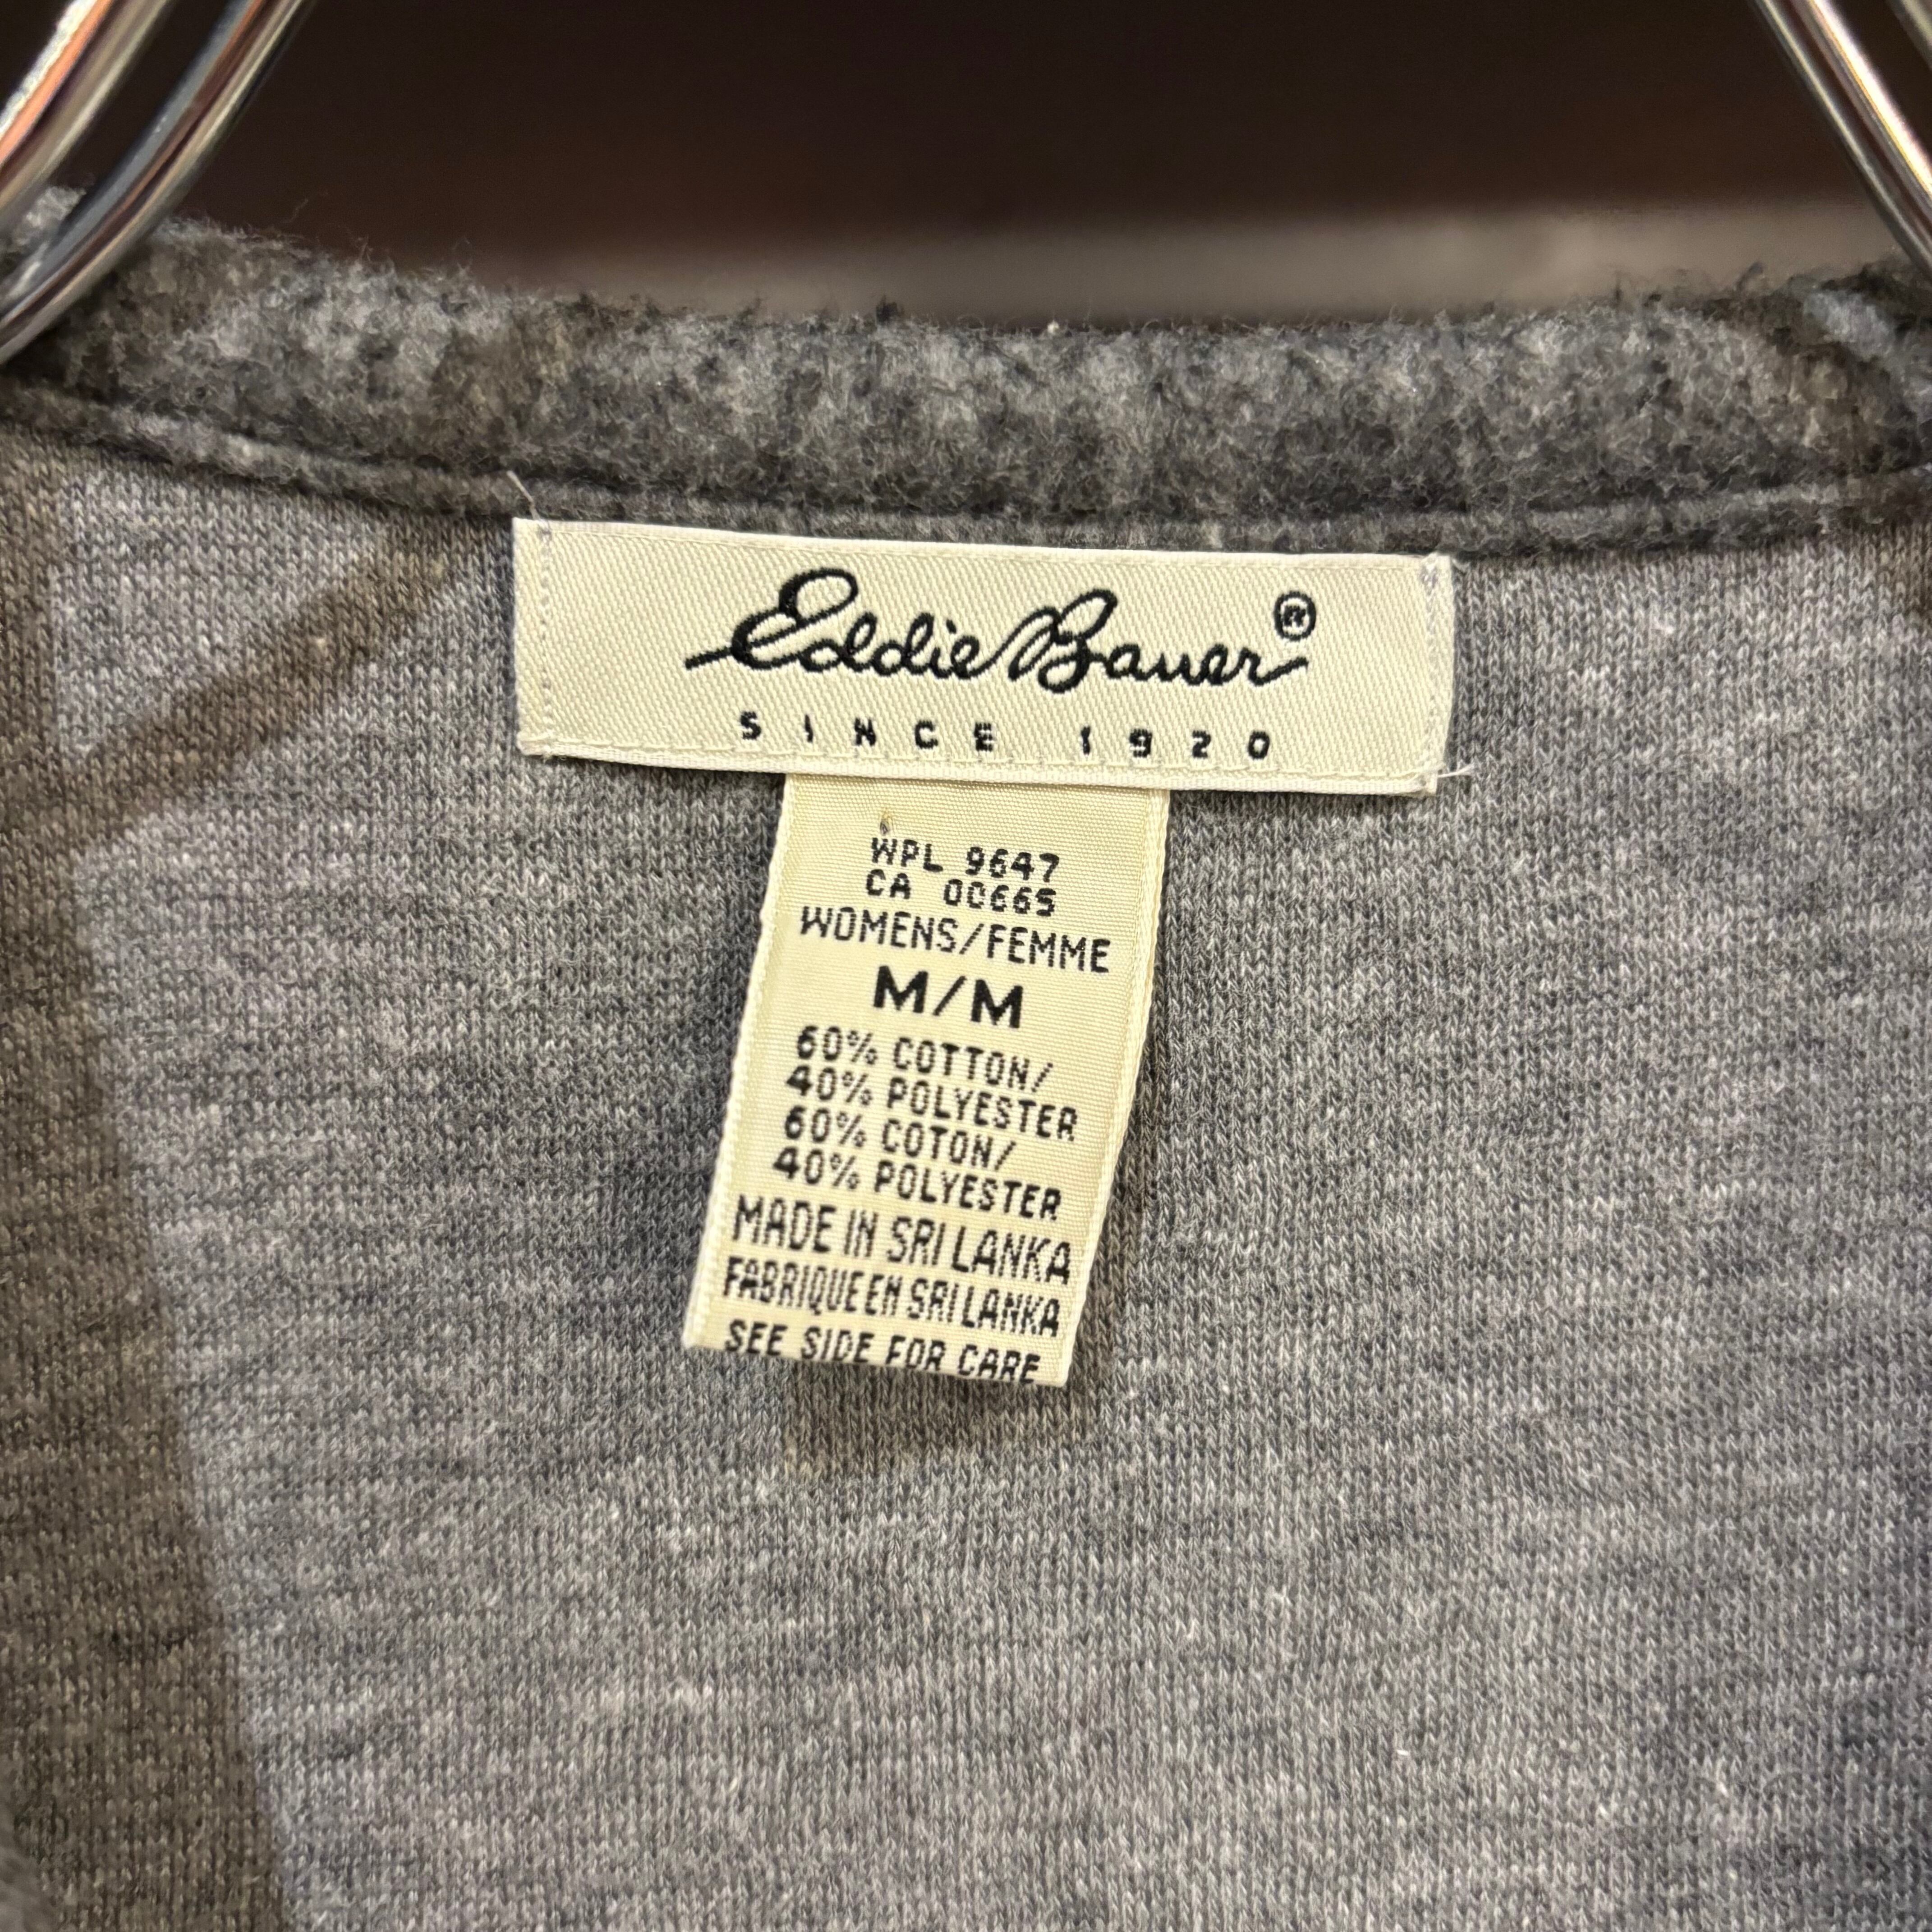 Eddie Bauer®
SINCE 1920
WPL 9647
CA 00665
WOMENS/FEMME
M/M
60% COTTON/
40% POLYESTER
60% COTON/
40% POLYESTER
MADE IN SRI LANKA
FABRIQUE EN SRI LANKA
SEE SIDE FOR CARE